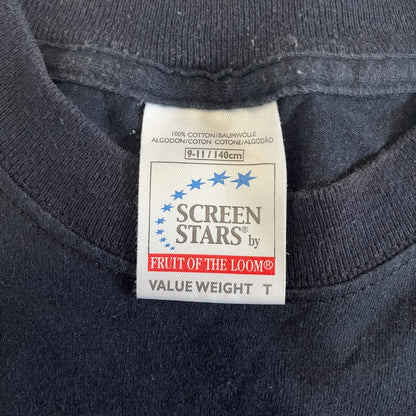 100% COTTON/BAUMWOLLE
ALGODON/COTON COTONE/ALGODÃO
9-11 / 140cm
SCREEN
STARS® by
FRUIT OF THE LOOM®
VALUE WEIGHT T